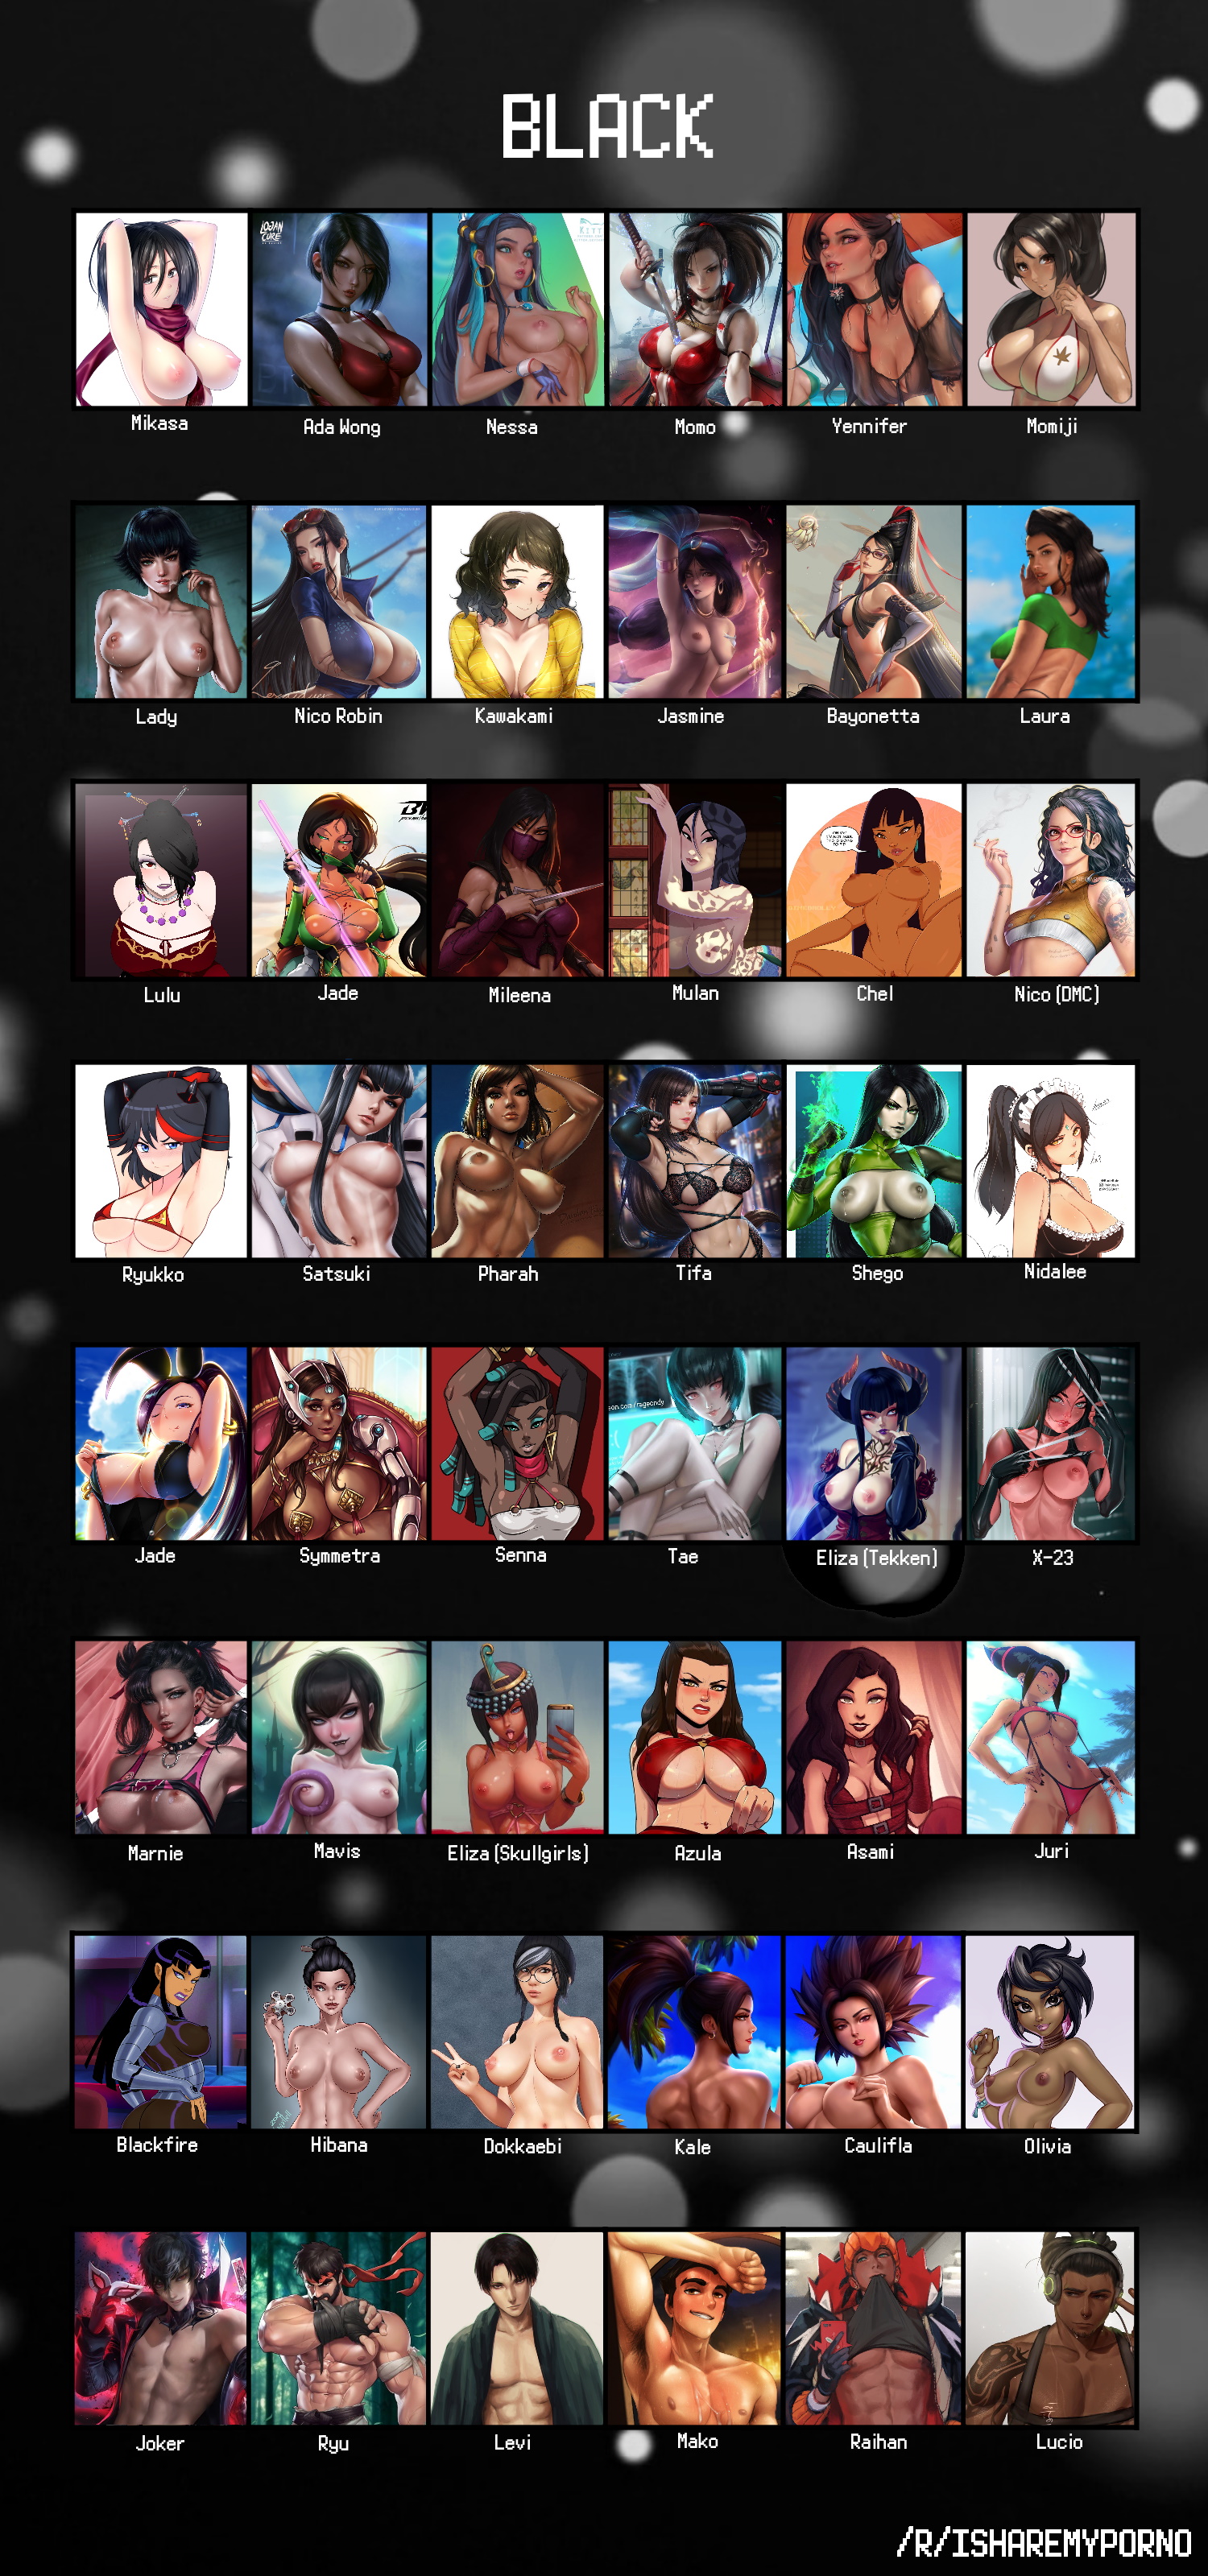 BLACK
LOJAN
CURE
Mikasa
Ada Wong
Nessa
Momo
Yennifer
Momiji
Lady
Nico Robin
Kawakami
Jasmine
Bayonetta
Laura
Lulu
Jade
Mileena
Mulan
Chel
Nico (DMC)
Ryukko
Satsuki
Pharah
Tifa
Shego
Nidalee
Jade
Symmetra
Senna
Tae
Eliza (Tekken)
X-23
Marnie
Mavis
Eliza (Skullgirls)
Azula
Asami
Juri
Blackfire
Hibana
Dokkaebi
Kale
Caulifla
Olivia
Joker
Ryu
Levi
Mako
Raihan
Lucio
/R/ISHAREMYPORNO